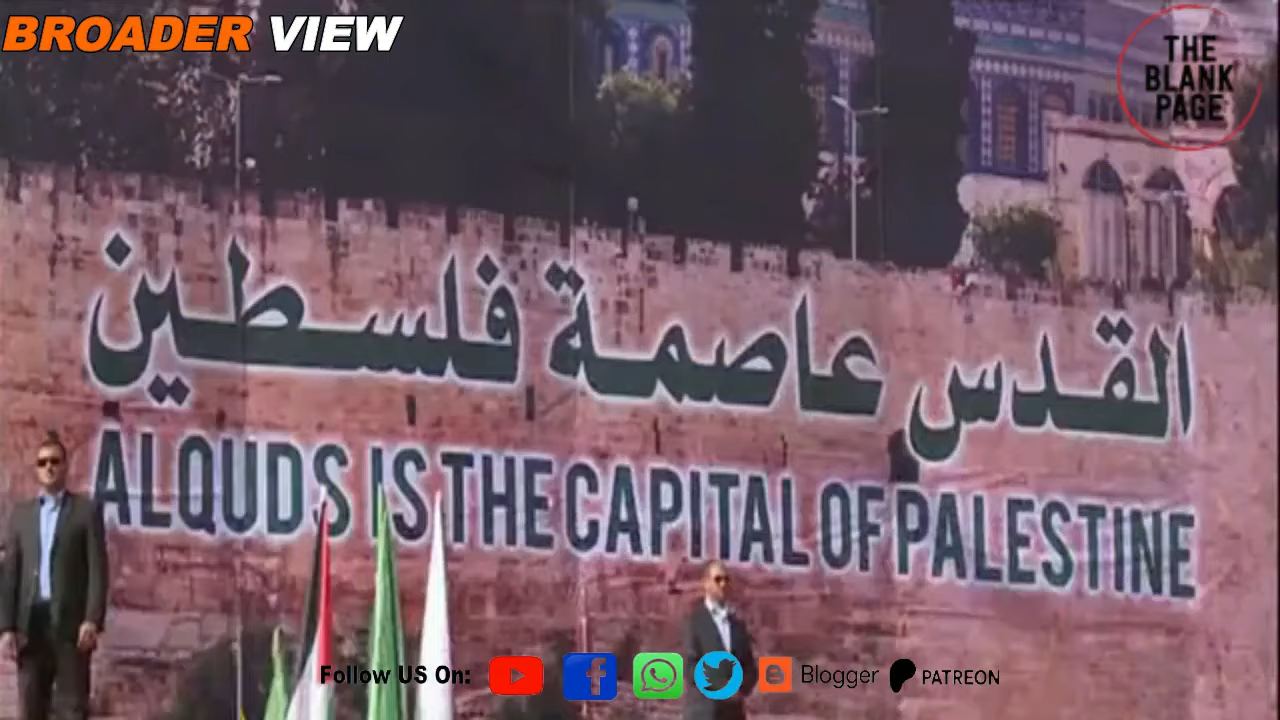 BROADER VIEW
THE
BLANK
PAGE
القدس عاصمة فلسطين
ALQUDS IS THE CAPITAL OF PALESTINE
Follow US On:
Blogger
PATREON